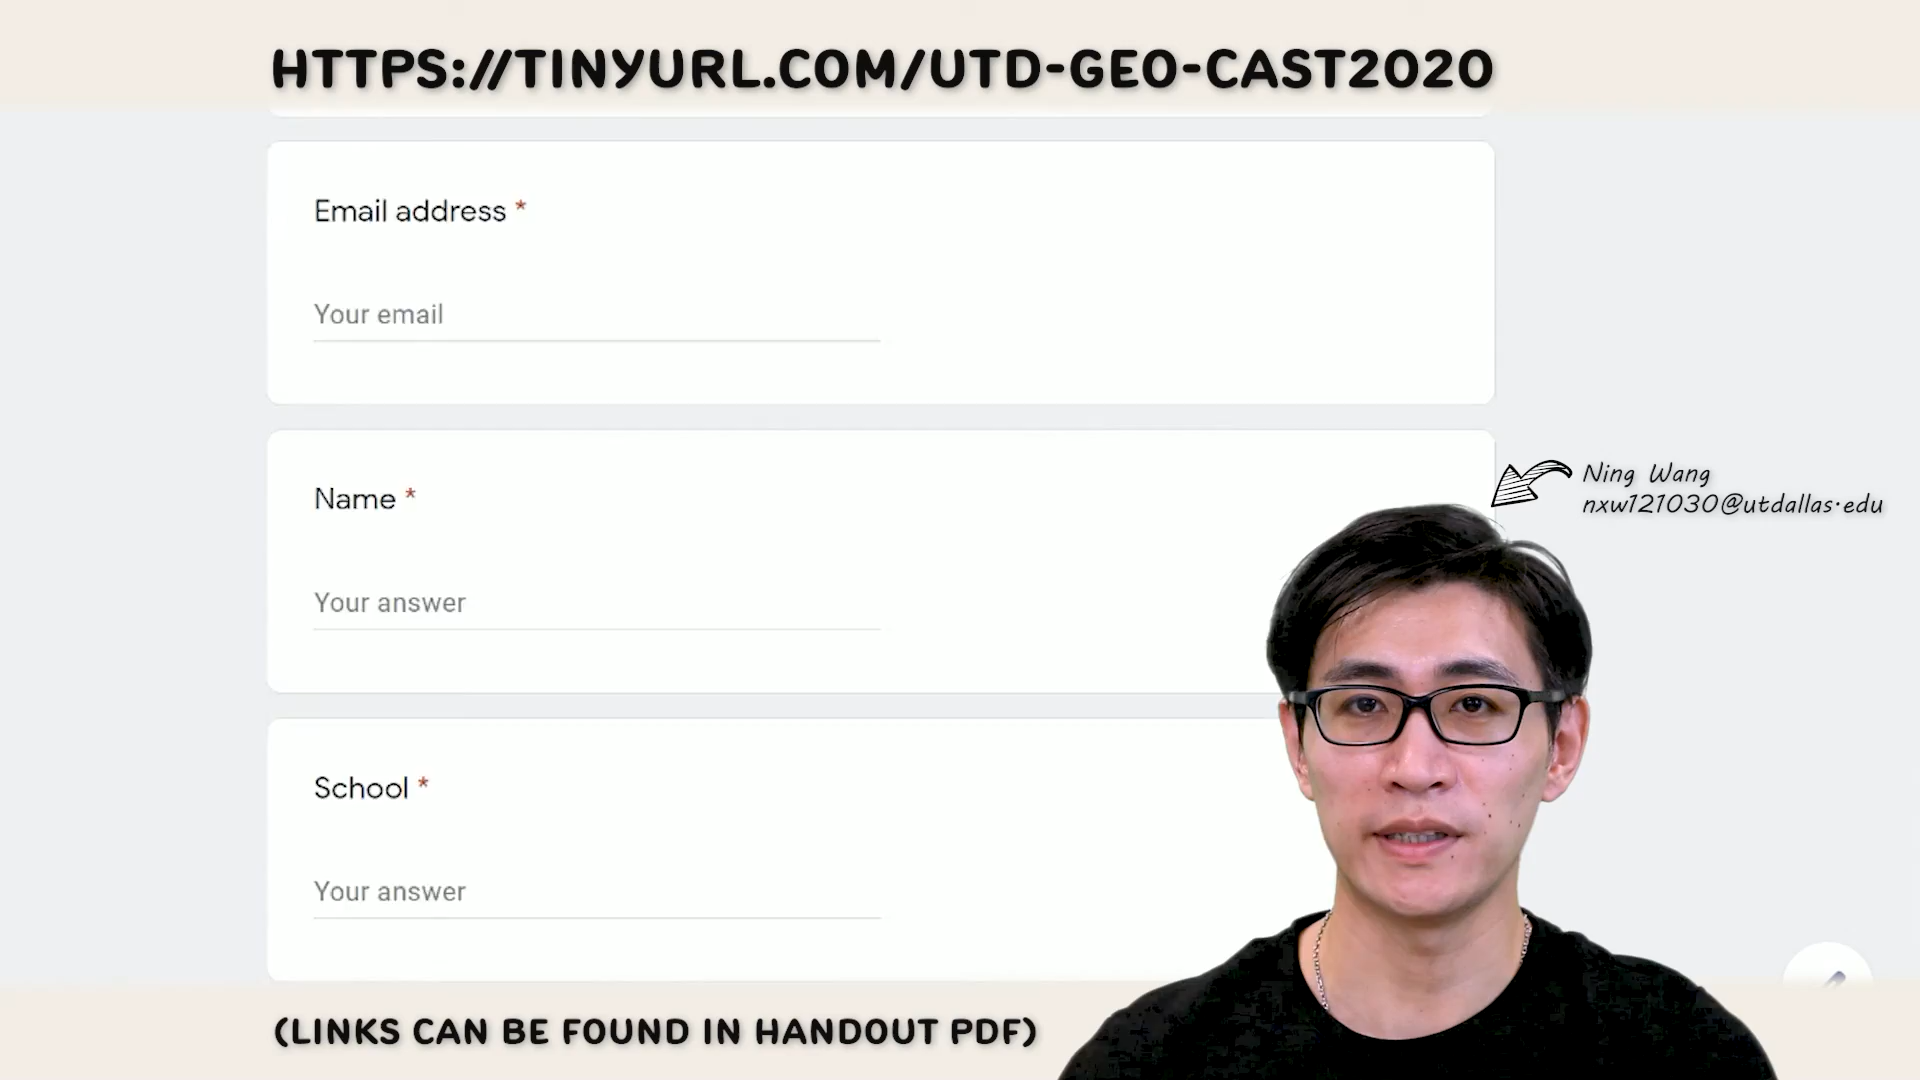 HTTPS://TINYURL.COM/UTD-GEO-CAST2020
Email address *
Your email
Name *
Your answer
Ning Wang
nxw121030@utdallas.edu
School *
Your answer
(LINKS CAN BE FOUND IN HANDOUT PDF)